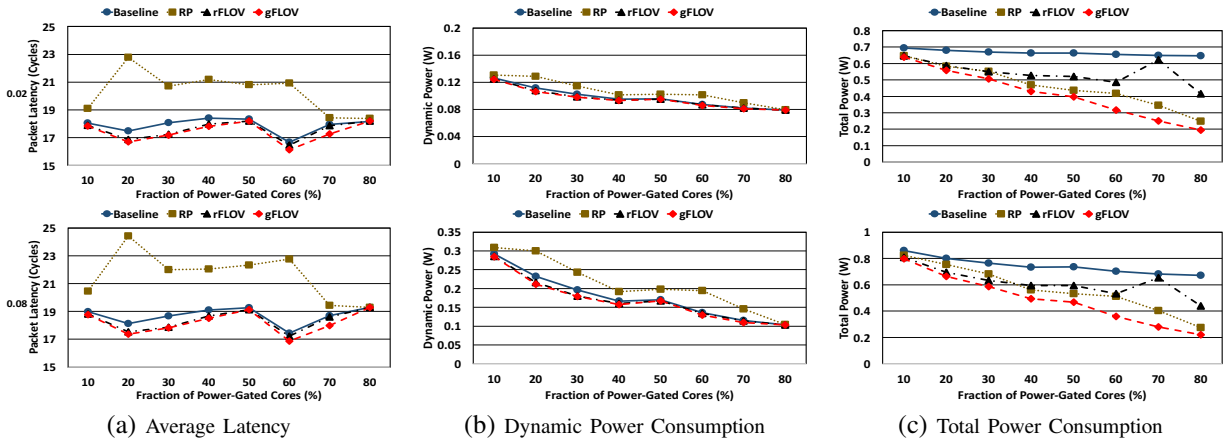 Baseline RP rFLOV gFLOV
25
23
21
19
17
15
Packet Latency (Cycles)
0.02
10 20 30 40 50 60 70 80
Fraction of Power-Gated Cores (%)
Baseline RP rFLOV gFLOV
0.2
0.16
0.12
0.08
0.04
0
Dynamic Power (W)
10 20 30 40 50 60 70 80
Fraction of Power-Gated Cores (%)
Baseline RP rFLOV gFLOV
0.8
0.7
0.6
0.5
0.4
0.3
0.2
0.1
0
Total Power (W)
10 20 30 40 50 60 70 80
Fraction of Power-Gated Cores (%)
Baseline RP rFLOV gFLOV
25
23
21
19
17
15
Packet Latency (Cycles)
0.08
10 20 30 40 50 60 70 80
Fraction of Power-Gated Cores (%)
Baseline RP rFLOV gFLOV
0.35
0.3
0.25
0.2
0.15
0.1
0.05
0
Dynamic Power (W)
10 20 30 40 50 60 70 80
Fraction of Power-Gated Cores (%)
Baseline RP rFLOV gFLOV
1
0.8
0.6
0.4
0.2
0
Total Power (W)
10 20 30 40 50 60 70 80
Fraction of Power-Gated Cores (%)
(a) Average Latency
(b) Dynamic Power Consumption
(c) Total Power Consumption